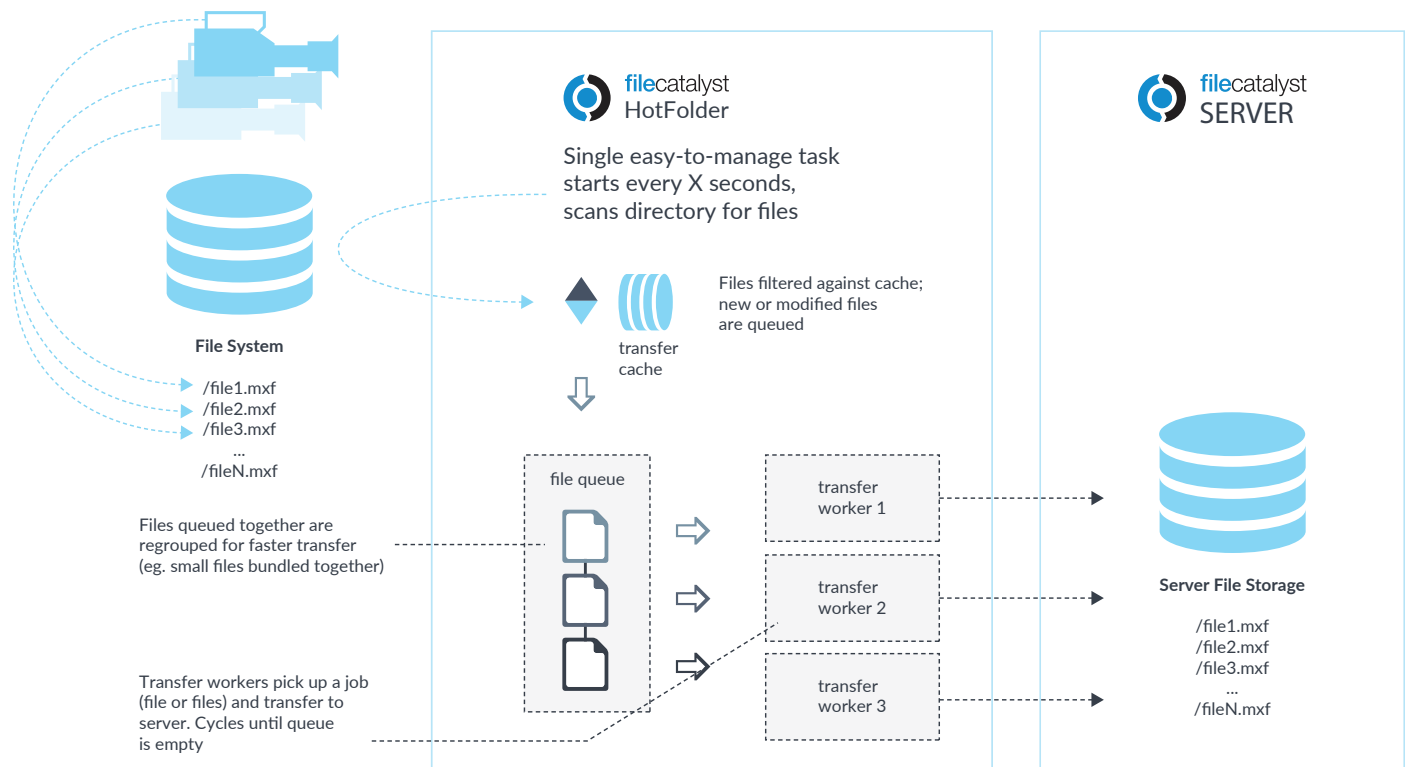 filecatalyst
HotFolder
Single easy-to-manage task
starts every X seconds,
scans directory for files
Files filtered against cache;
new or modified files
are queued
transfer
cache
File System
/file1.mxf
/file2.mxf
/file3.mxf
...
/fileN.mxf
Files queued together are
regrouped for faster transfer
(eg. small files bundled together)
Transfer workers pick up a job
(file or files) and transfer to
server. Cycles until queue
is empty
file queue
transfer
worker 1
transfer
worker 2
transfer
worker 3
filecatalyst
SERVER
Server File Storage
/file1.mxf
/file2.mxf
/file3.mxf
...
/fileN.mxf